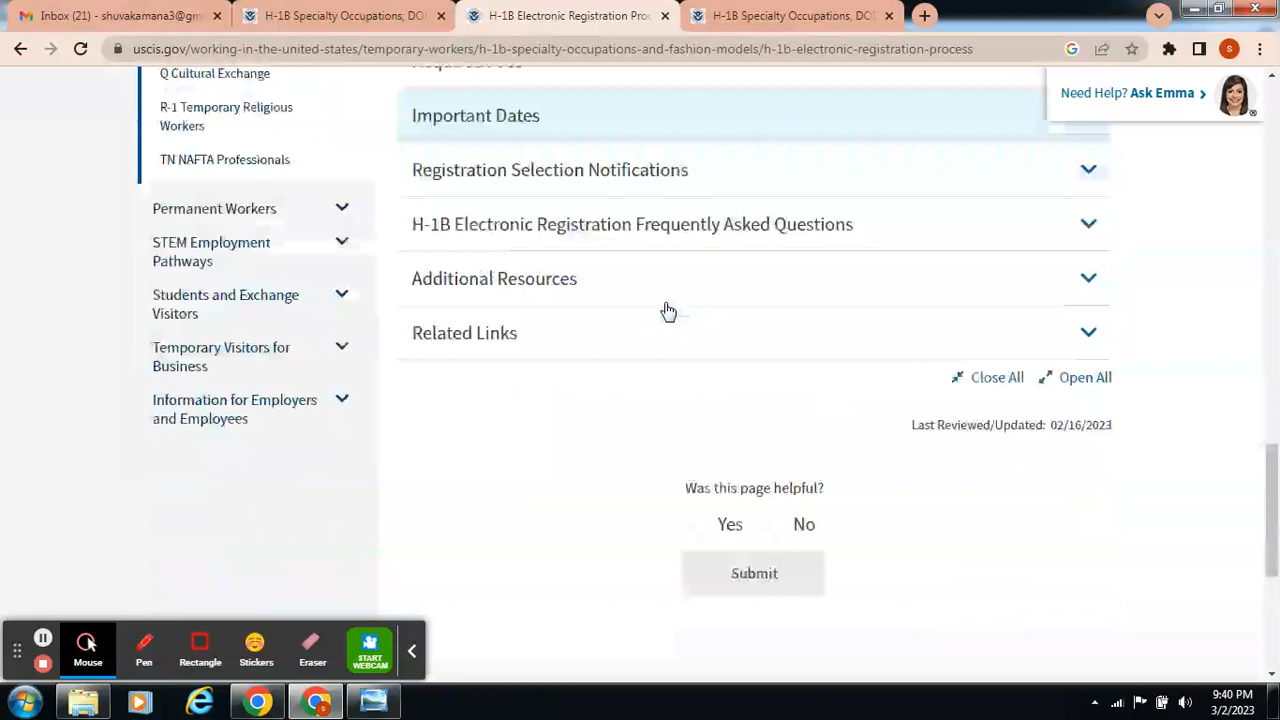 Inbox (21) - shuvakamana3@gm
H-1B Specialty Occupations, DOD
H-1B Electronic Registration Proc
H-1B Specialty Occupations, DOD
uscis.gov/working-in-the-united-states/temporary-workers/h-1b-specialty-occupations-and-fashion-models/h-1b-electronic-registration-process
S
Need Help? Ask Emma
Q Cultural Exchange
R-1 Temporary Religious
Workers
TN NAFTA Professionals
Permanent Workers
STEM Employment
Pathways
Students and Exchange
Visitors
Temporary Visitors for
Business
Information for Employers
and Employees
Important Dates
Registration Selection Notifications
H-1B Electronic Registration Frequently Asked Questions
Additional Resources
Related Links
Close All Open All
Last Reviewed/Updated: 02/16/2023
Was this page helpful?
Yes No
Submit
Mouse Pen Rectangle Stickers Eraser START
WEBCAM
9:40 PM
3/2/2023